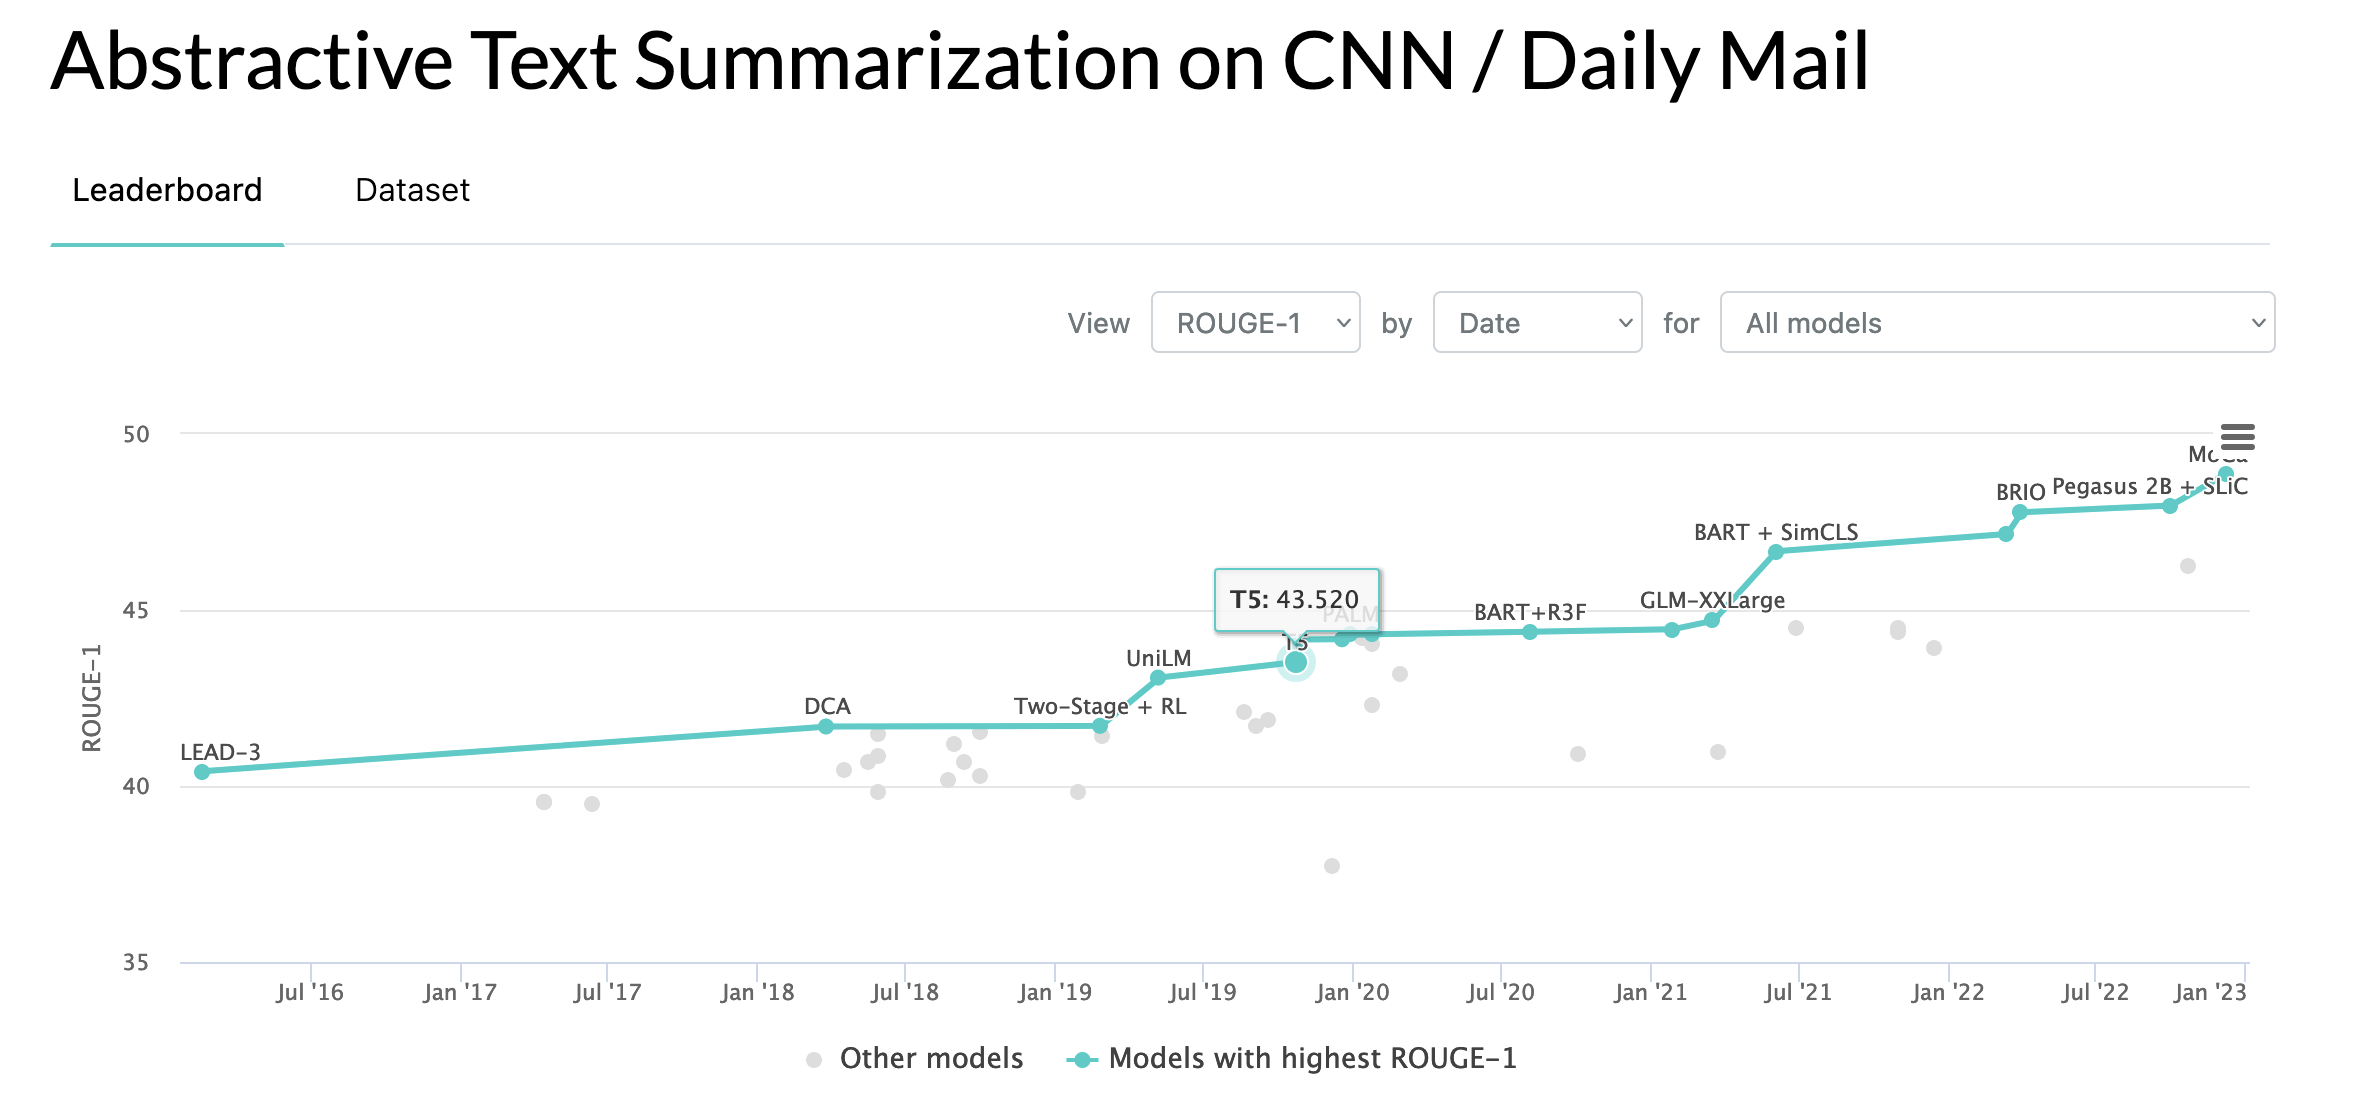 Abstractive Text Summarization on CNN / Daily Mail
Leaderboard Dataset
View ROUGE-1 by Date for All models
50
45
40
35
ROUGE-1
LEAD-3
DCA
Two-Stage + RL
UniLM
T5: 43.520
T5
PALM
BART+R3F
GLM-XXLarge
BART + SimCLS
BRIO
Pegasus 2B + SLiC
Jul '16 Jan '17 Jul '17 Jan '18 Jul '18 Jan '19 Jul '19 Jan '20 Jul '20 Jan '21 Jul '21 Jan '22 Jul '22 Jan '23
Other models Models with highest ROUGE-1